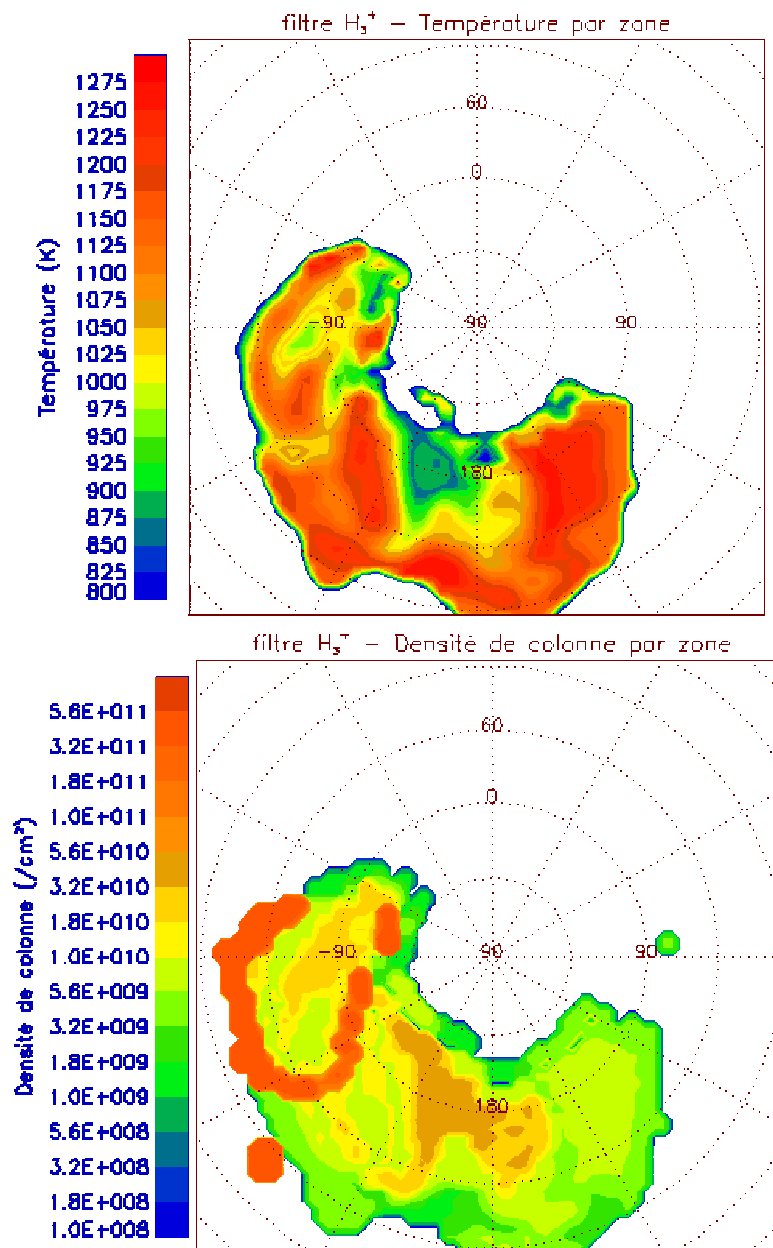 filtre H₃⁺ – Température par zone
1275
1250
1225
1200
1175
1150
1125
1100
1075
1050
1025
1000
975
950
925
900
875
850
825
800
Température (K)
60
0
-90
90
90
180
filtre H₃⁺ – Densité de colonne par zone
5.6E+011
3.2E+011
1.8E+011
1.0E+011
5.6E+010
3.2E+010
1.8E+010
1.0E+010
5.6E+009
3.2E+009
1.8E+009
1.0E+009
5.6E+008
3.2E+008
1.8E+008
1.0E+008
Densité de colonne (/cm²)
60
0
-90
90
90
180